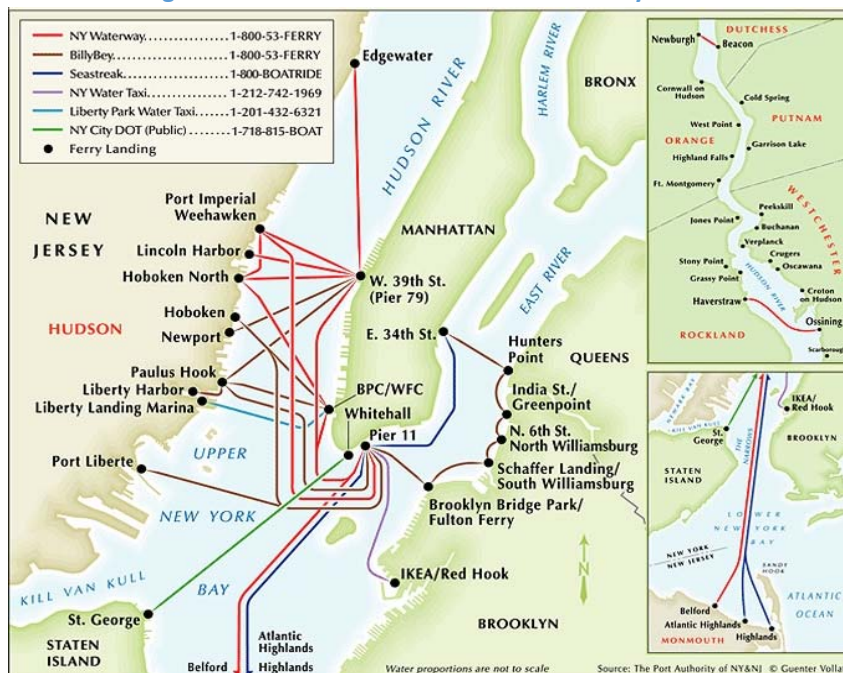 NY Waterway..................1-800-53-FERRY
BillyBey..........................1-800-53-FERRY
Seastreak.......................1-800-BOATRIDE
NY Water Taxi................1-212-742-1969
Liberty Park Water Taxi...1-201-432-6321
NY City DOT (Public)..........1-718-815-BOAT
Ferry Landing
Edgewater
HUDSON RIVER
HARLEM RIVER
BRONX
NEW
JERSEY
Port Imperial
Weehawken
Lincoln Harbor
Hoboken North
MANHATTAN
W. 39th St.
(Pier 79)
EAST RIVER
HUDSON
Hoboken
Newport
E. 34th St.
Hunters
Point
QUEENS
Paulus Hook
Liberty Harbor
Liberty Landing Marina
BPC/WFC
Whitehall
Pier 11
India St./
Greenpoint
N. 6th St.
North Williamsburg
Schaffer Landing/
South Williamsburg
Port Liberte
UPPER
NEW YORK
BAY
Brooklyn Bridge Park/
Fulton Ferry
KILL VAN KULL
IKEA/Red Hook
N
St. George
STATEN
ISLAND
BROOKLYN
Belford
Atlantic
Highlands
Highlands
Water proportions are not to scale
Source: The Port Authority of NY&NJ © Guenter Vollath
DUTCHESS
Newburgh
Beacon
Cornwall on
Hudson
Cold Spring
West Point
PUTNAM
ORANGE
Garrison Lake
Highland Falls
Ft. Montgomery
WESTCHESTER
Peekskill
Jones Point
Buchanan
Verplanck
Stony Point
Crugers
Oscawana
Grassy Point
HUDSON RIVER
Croton
on Hudson
Haverstraw
Ossining
ROCKLAND
Scarborough
NEWARK BAY
KILL VAN KULL
IKEA/
Red Hook
St.
George
THE NARROWS
BROOKLYN
STATEN
ISLAND
LOWER
NEW YORK
BAY
NEW YORK
NEW JERSEY
SANDY
HOOK
ATLANTIC
OCEAN
Belford
Atlantic Highlands
Highlands
MONMOUTH